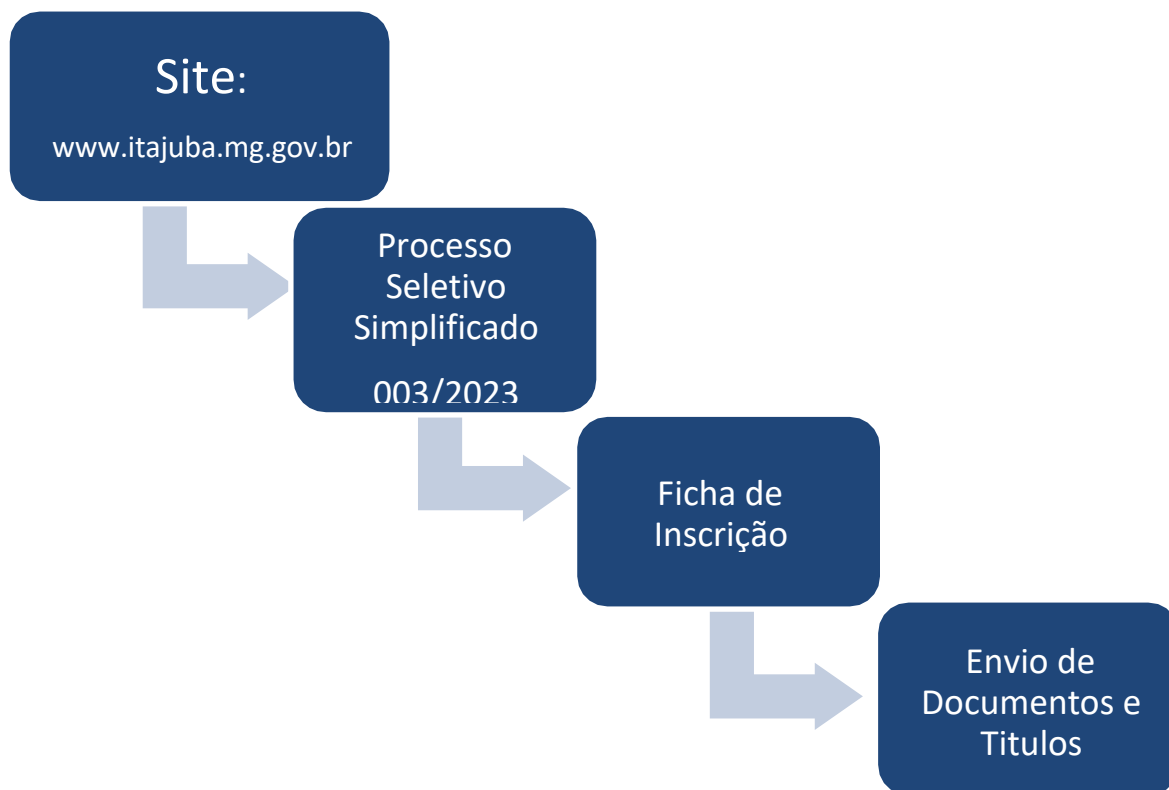 Site:
www.itajuba.mg.gov.br
Processo
Seletivo
Simplificado
003/2023
Ficha de
Inscrição
Envio de
Documentos e
Titulos